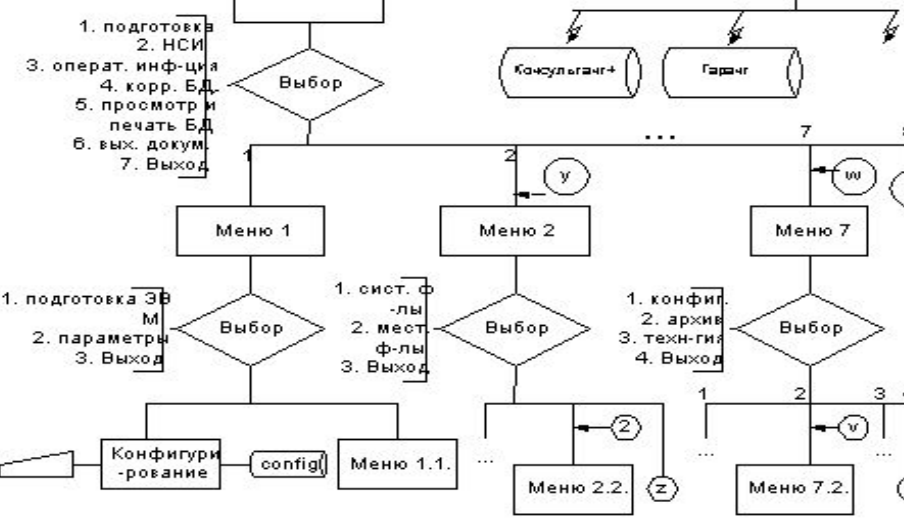 1. подготовка
2. НСИ
3. операт. инф-ция
4. корр. БД.
5. просмотр и
печать БД
6. вых. докум.
7. Выход
Выбор
Консультант+
Гарант
1
2
...
7
y
w
Меню 1
Меню 2
Меню 7
1. подготовка ЭВ
М
2. параметры
3. Выход
Выбор
1. сист. ф
-лы
2. мест.
ф-лы
3. Выход
Выбор
1. конфиг.
2. архив
3. техн-гия
4. Выход
Выбор
1
2
3
2
v
...
...
...
Конфигури
-рование
config
Меню 1.1.
Меню 2.2.
z
Меню 7.2.